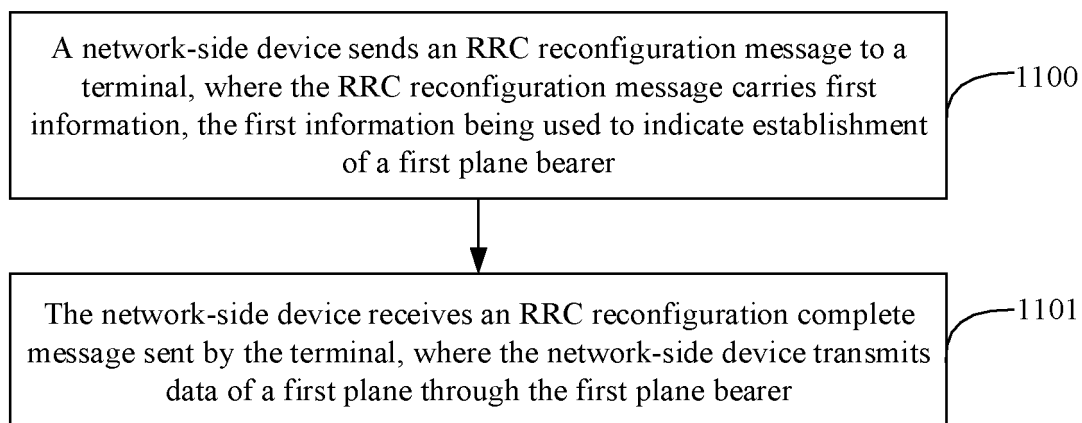 A network-side device sends an RRC reconfiguration message to a
terminal, where the RRC reconfiguration message carries first
information, the first information being used to indicate establishment
of a first plane bearer
1100
The network-side device receives an RRC reconfiguration complete
message sent by the terminal, where the network-side device transmits
data of a first plane through the first plane bearer
1101